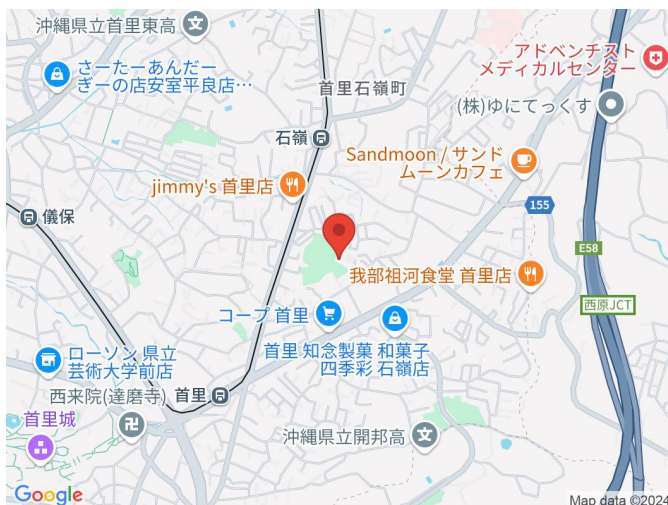 沖縄県立首里東高
アドベンチスト
メディカルセンター
さーたーあんだー
ぎーの店安室平良店…
首里石嶺町
(株)ゆにてっくす
石嶺
Sandmoon / サンド
ムーンカフェ
jimmy's 首里店
155
儀保
E58
我部祖河食堂 首里店
西原JCT
コープ 首里
首里 知念製菓 和菓子
四季彩 石嶺店
ローソン 県立
芸術大学前店
首里
西来院(達磨寺)
首里城
沖縄県立開邦高
Google
Map data ©2024